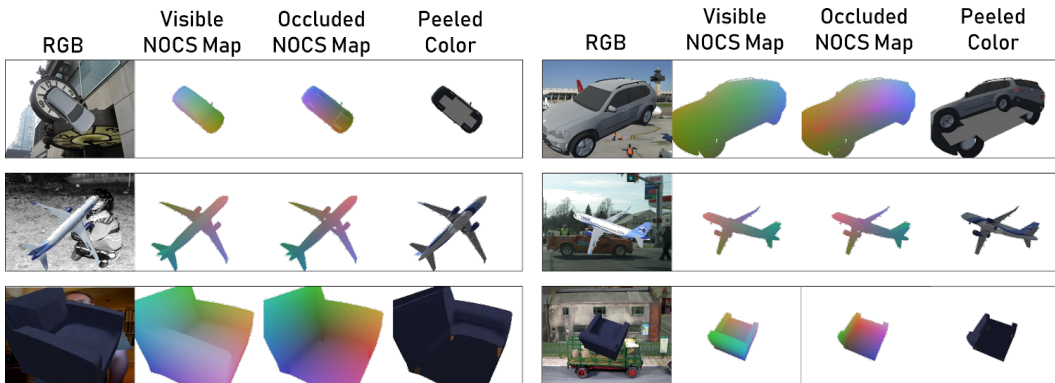 RGB
Visible
NOCS Map
Occluded
NOCS Map
Peeled
Color
RGB
Visible
NOCS Map
Occluded
NOCS Map
Peeled
Color